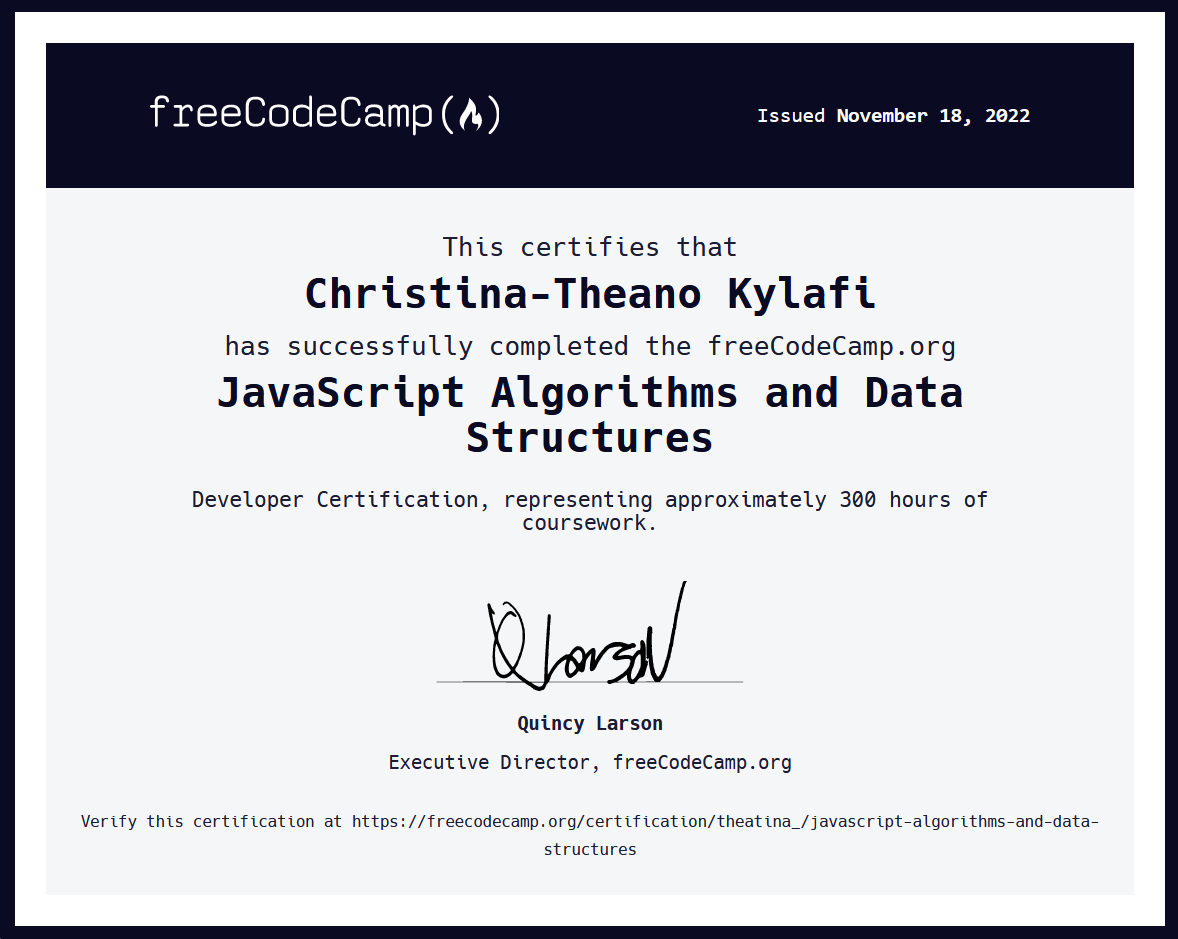 freeCodeCamp(🔥)
Issued November 18, 2022
This certifies that
Christina-Theano Kylafi
has successfully completed the freeCodeCamp.org
JavaScript Algorithms and Data
Structures
Developer Certification, representing approximately 300 hours of
coursework.
Q Larson
Quincy Larson
Executive Director, freeCodeCamp.org
Verify this certification at https://freecodecamp.org/certification/theatina_/javascript-algorithms-and-data-
structures